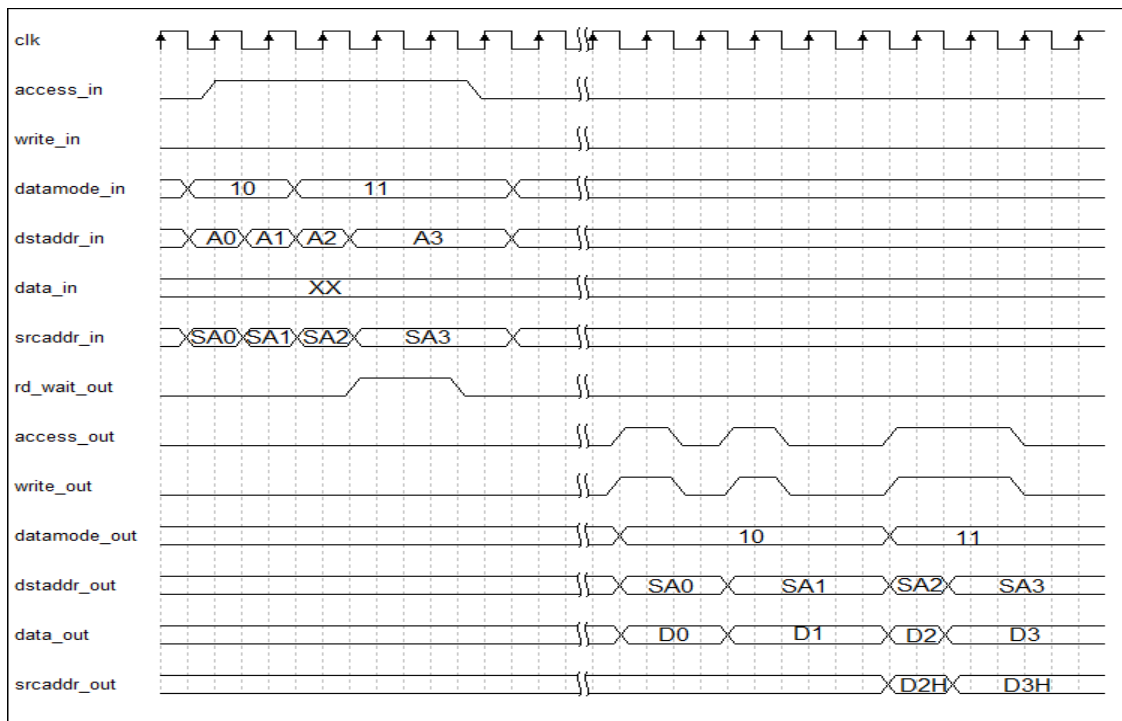 clk
access_in
write_in
datamode_in 10 11
dstaddr_in A0 A1 A2 A3
data_in XX
srcaddr_in SA0 SA1 SA2 SA3
rd_wait_out
access_out
write_out
datamode_out 10 11
dstaddr_out SA0 SA1 SA2 SA3
data_out D0 D1 D2 D3
srcaddr_out D2H D3H